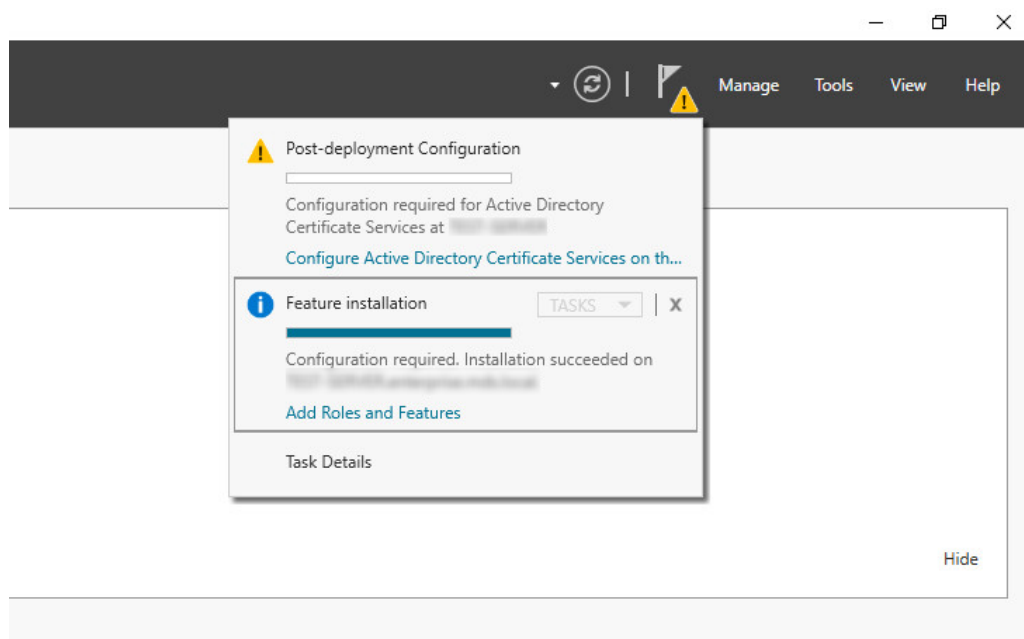 Manage Tools View Help
Post-deployment Configuration
Configuration required for Active Directory
Certificate Services at
Configure Active Directory Certificate Services on th...
Feature installation
TASKS
X
Configuration required. Installation succeeded on
Add Roles and Features
Task Details
Hide